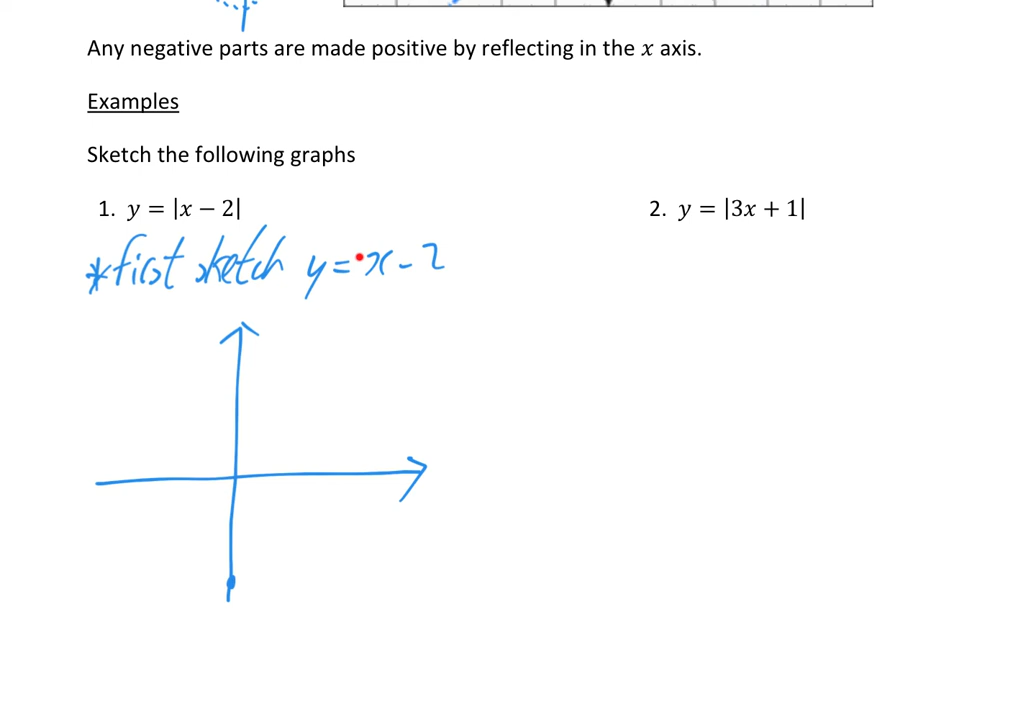 Any negative parts are made positive by reflecting in the x axis.
Examples
Sketch the following graphs
1. y = |x − 2|
2. y = |3x + 1|
*first sketch y = x - 2